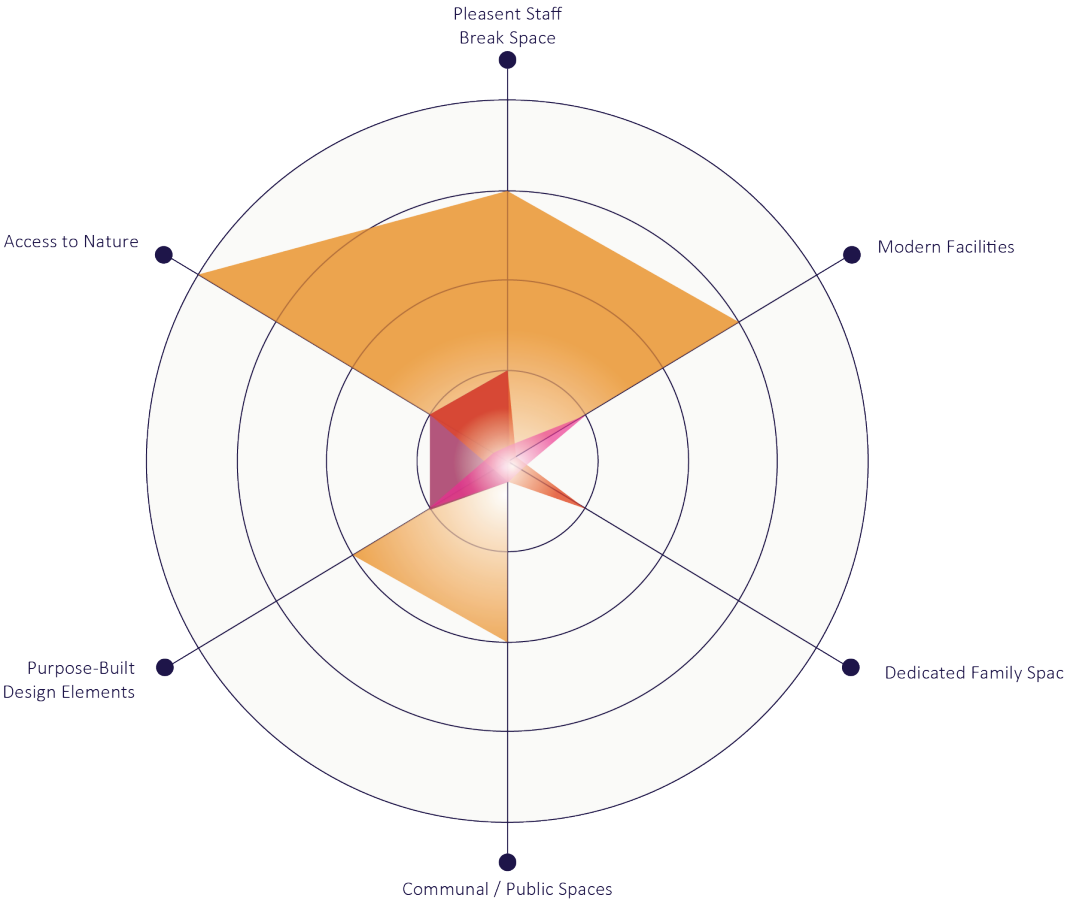 Pleasent Staff
Break Space
Access to Nature
Modern Facilities
Purpose-Built
Design Elements
Dedicated Family Spac
Communal / Public Spaces